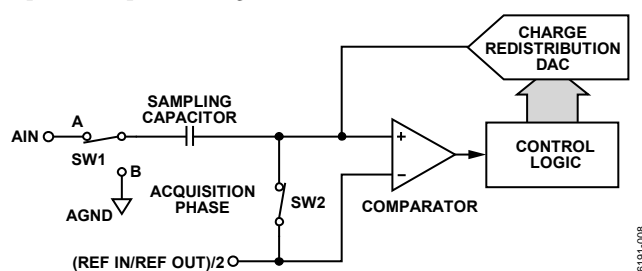 CHARGE
REDISTRIBUTION
DAC
SAMPLING
CAPACITOR
A
AIN
SW1
B
AGND
ACQUISITION
PHASE
SW2
+
–
COMPARATOR
CONTROL
LOGIC
(REF IN/REF OUT)/2